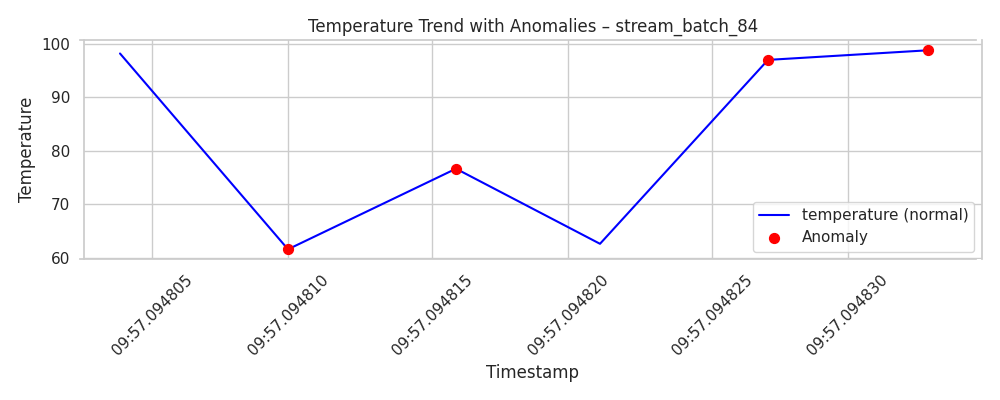 Temperature Trend with Anomalies – stream_batch_84
100
90
80
70
60
Temperature
temperature (normal)
Anomaly
09:57.094805
09:57.094810
09:57.094815
09:57.094820
09:57.094825
09:57.094830
Timestamp